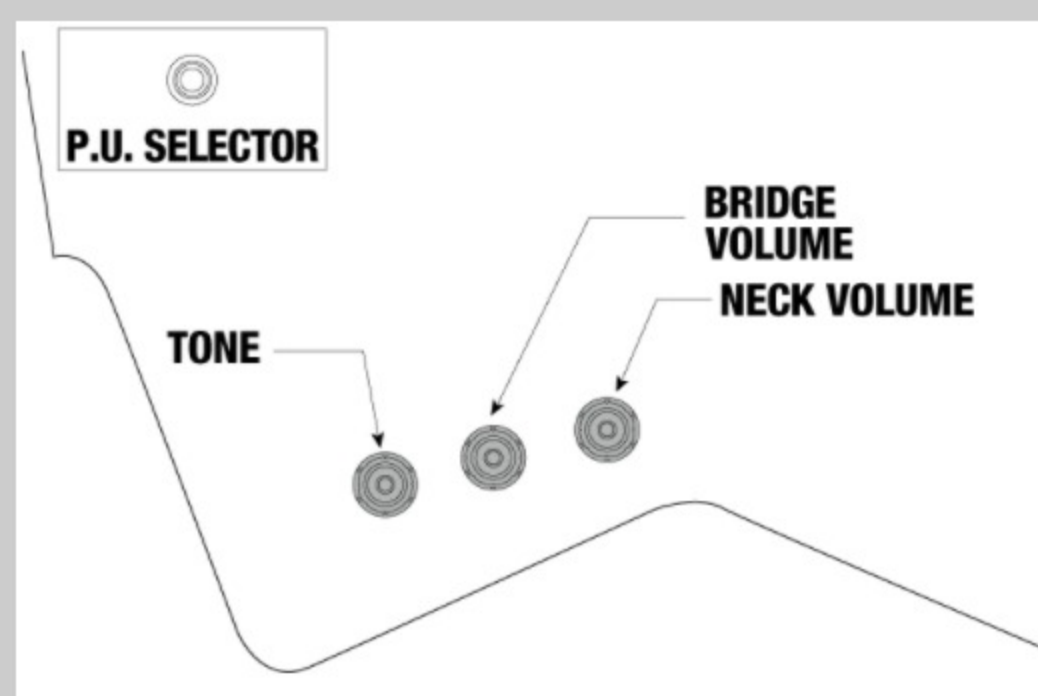 P.U. SELECTOR
BRIDGE
VOLUME
NECK VOLUME
TONE